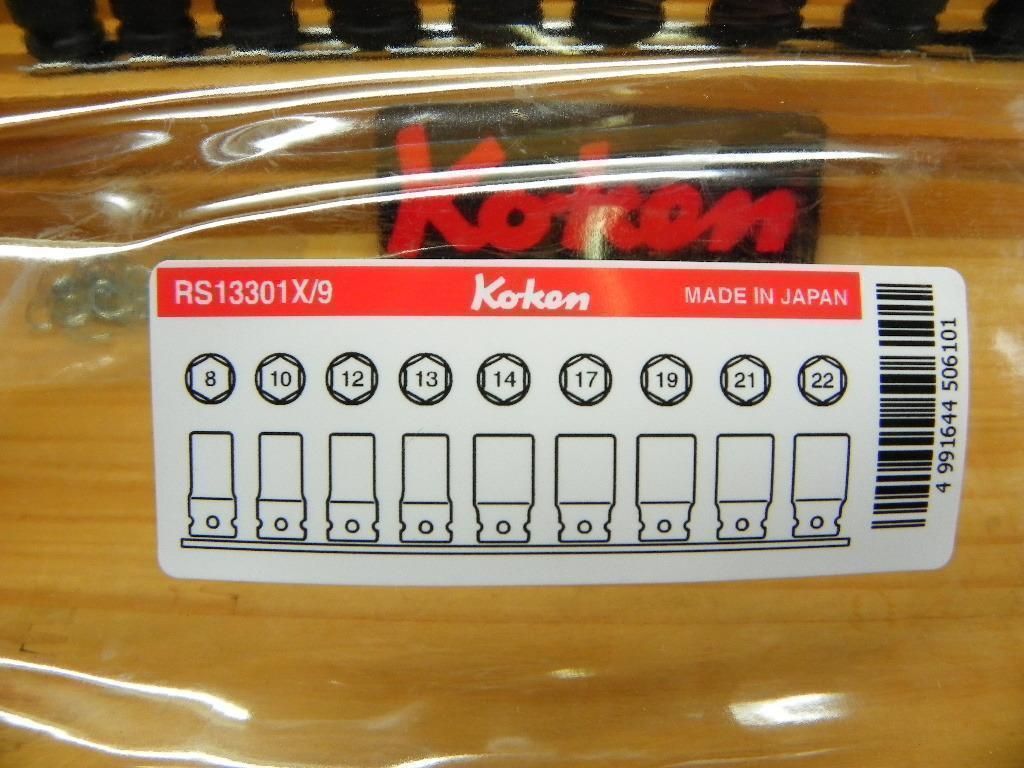 Koken
RS13301X/9 Koken MADE IN JAPAN
8 10 12 13 14 17 19 21 22
4 991644 506101